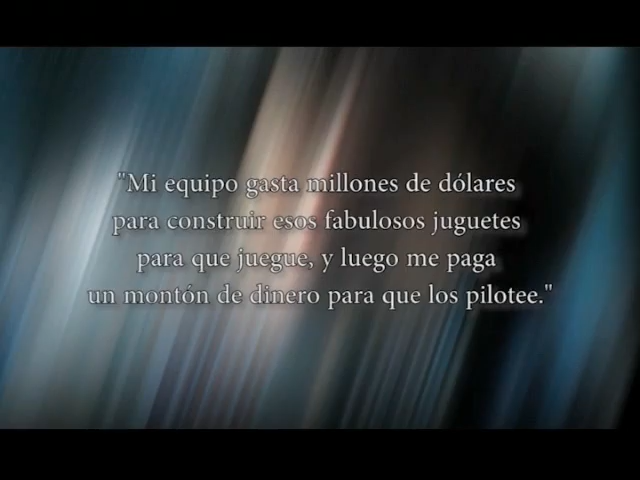 "Mi equipo gasta millones de dólares
para construir esos fabulosos juguetes
para que juegue, y luego me paga
un montón de dinero para que los pilotee."